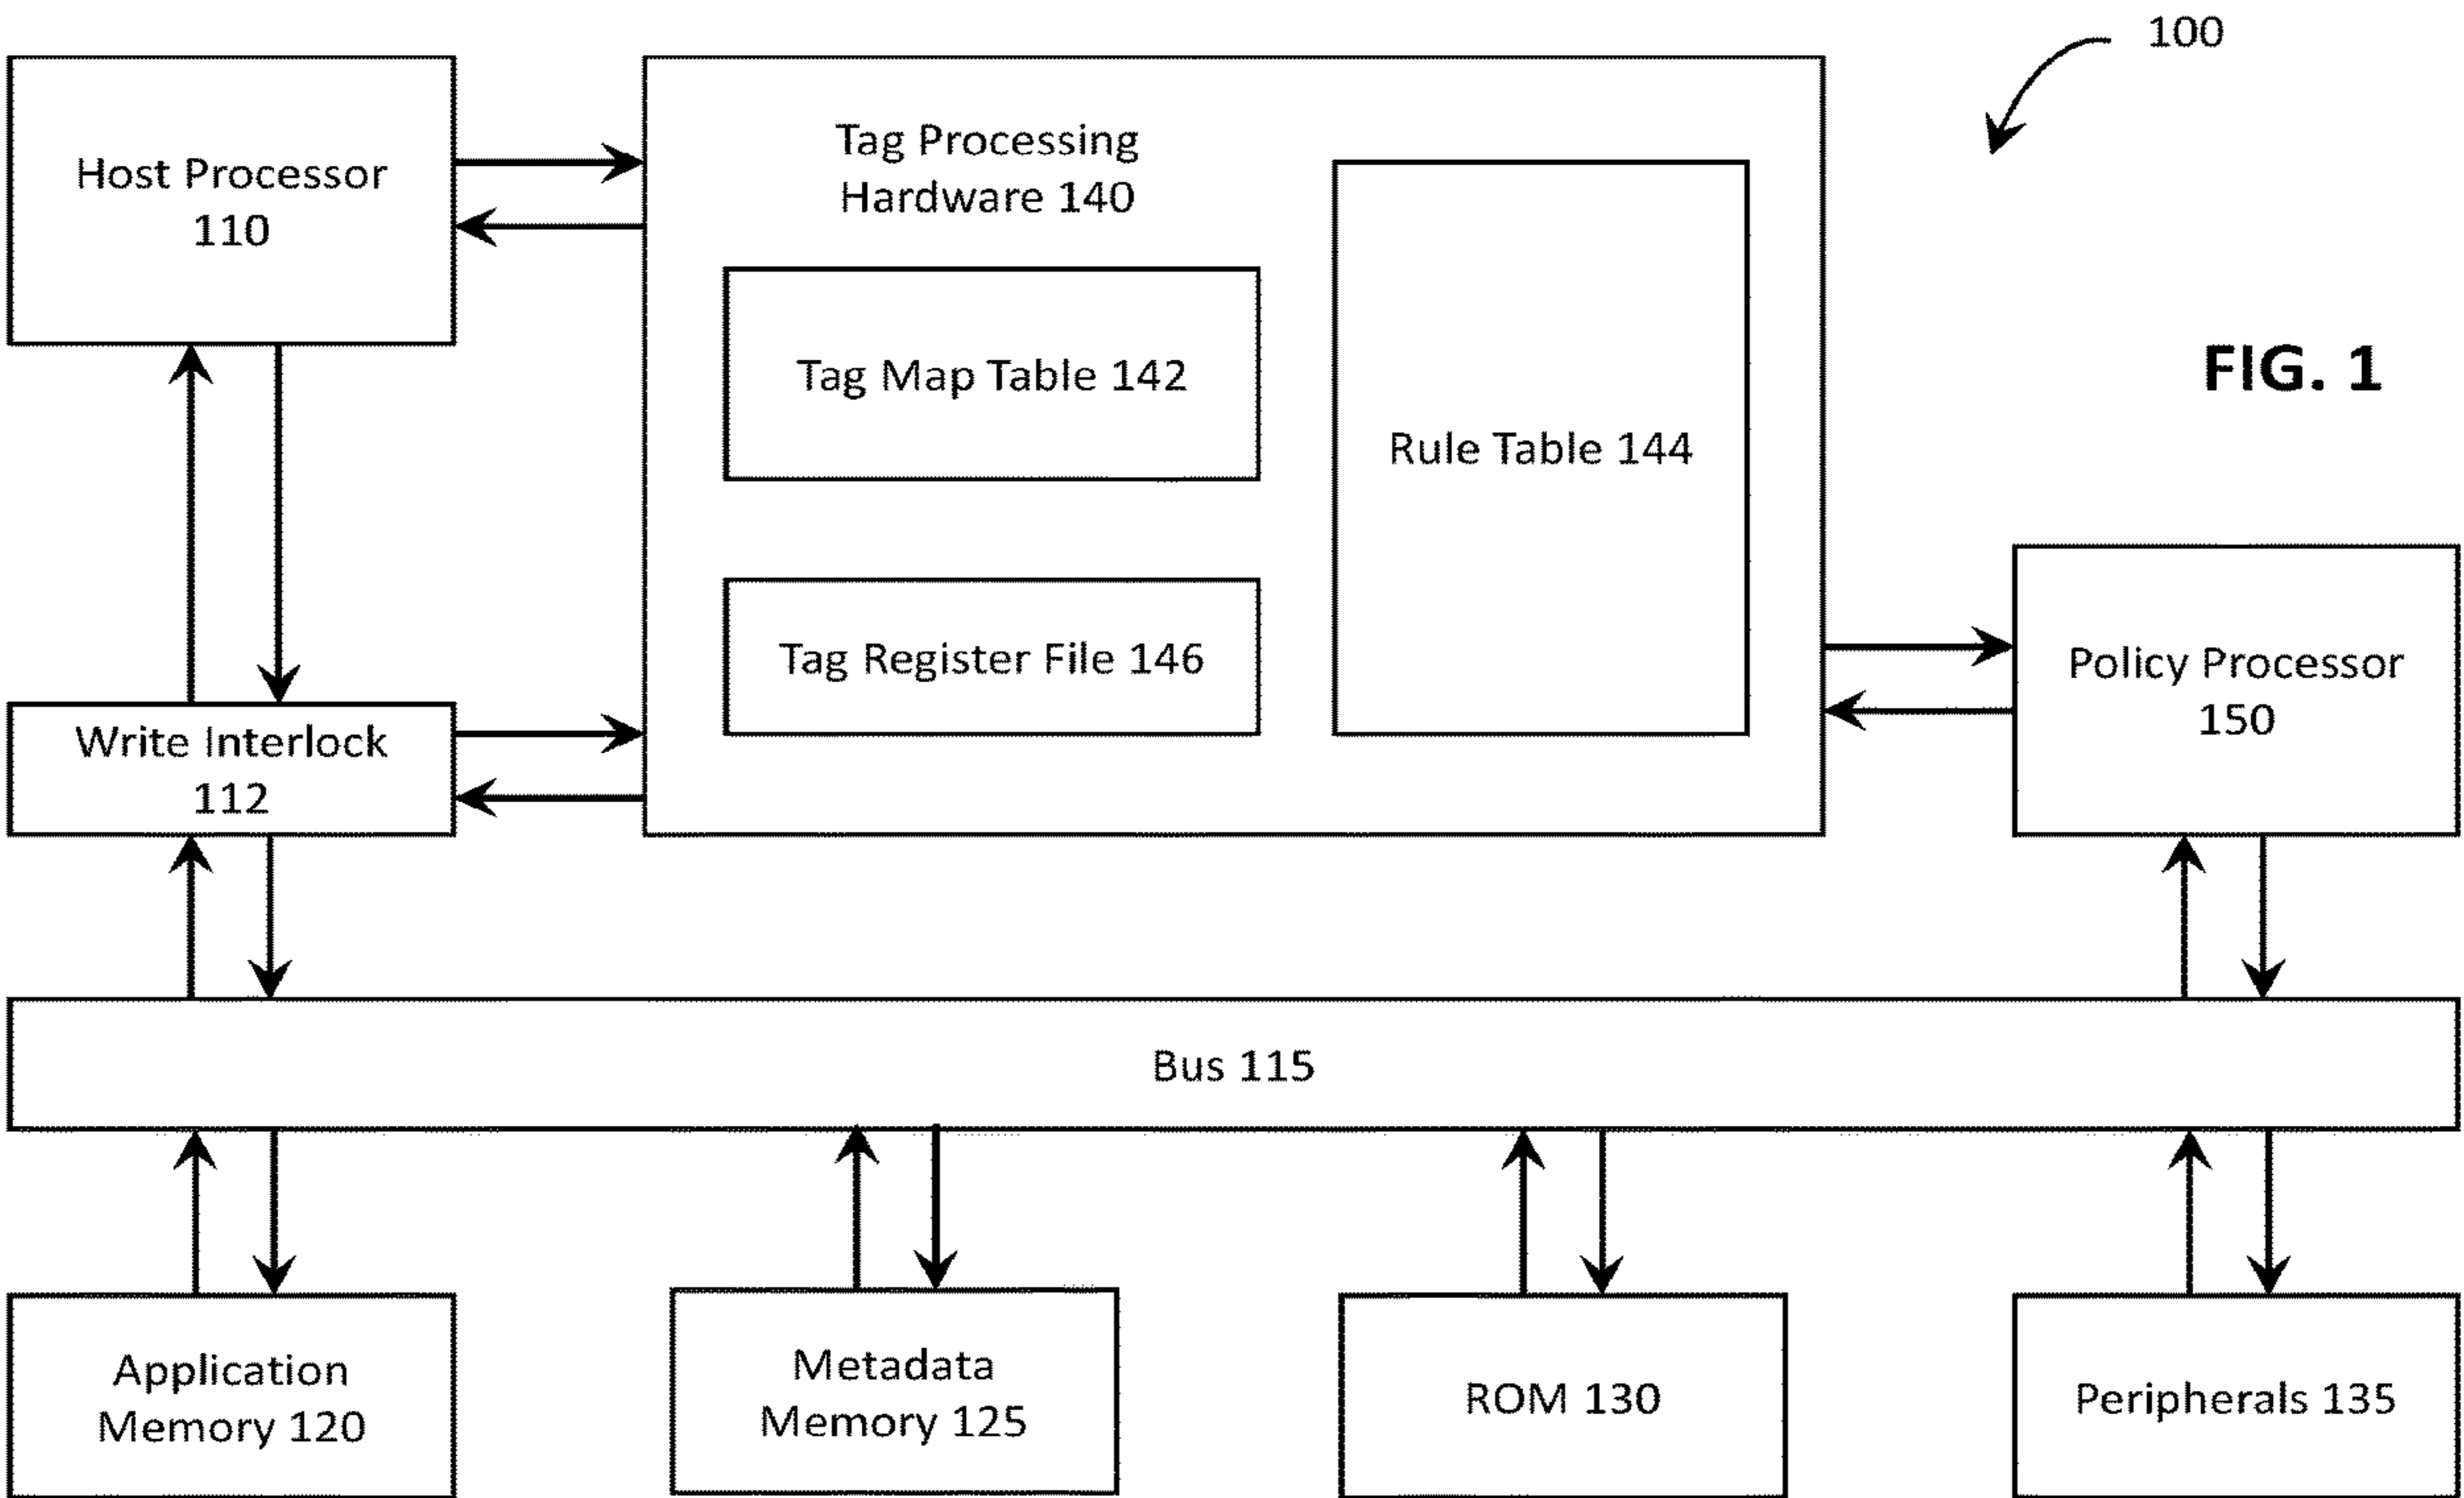 100
Host Processor
110
Tag Processing
Hardware 140
Tag Map Table 142
Rule Table 144
FIG. 1
Tag Register File 146
Policy Processor
150
Write Interlock
112
Bus 115
Application
Memory 120
Metadata
Memory 125
ROM 130
Peripherals 135